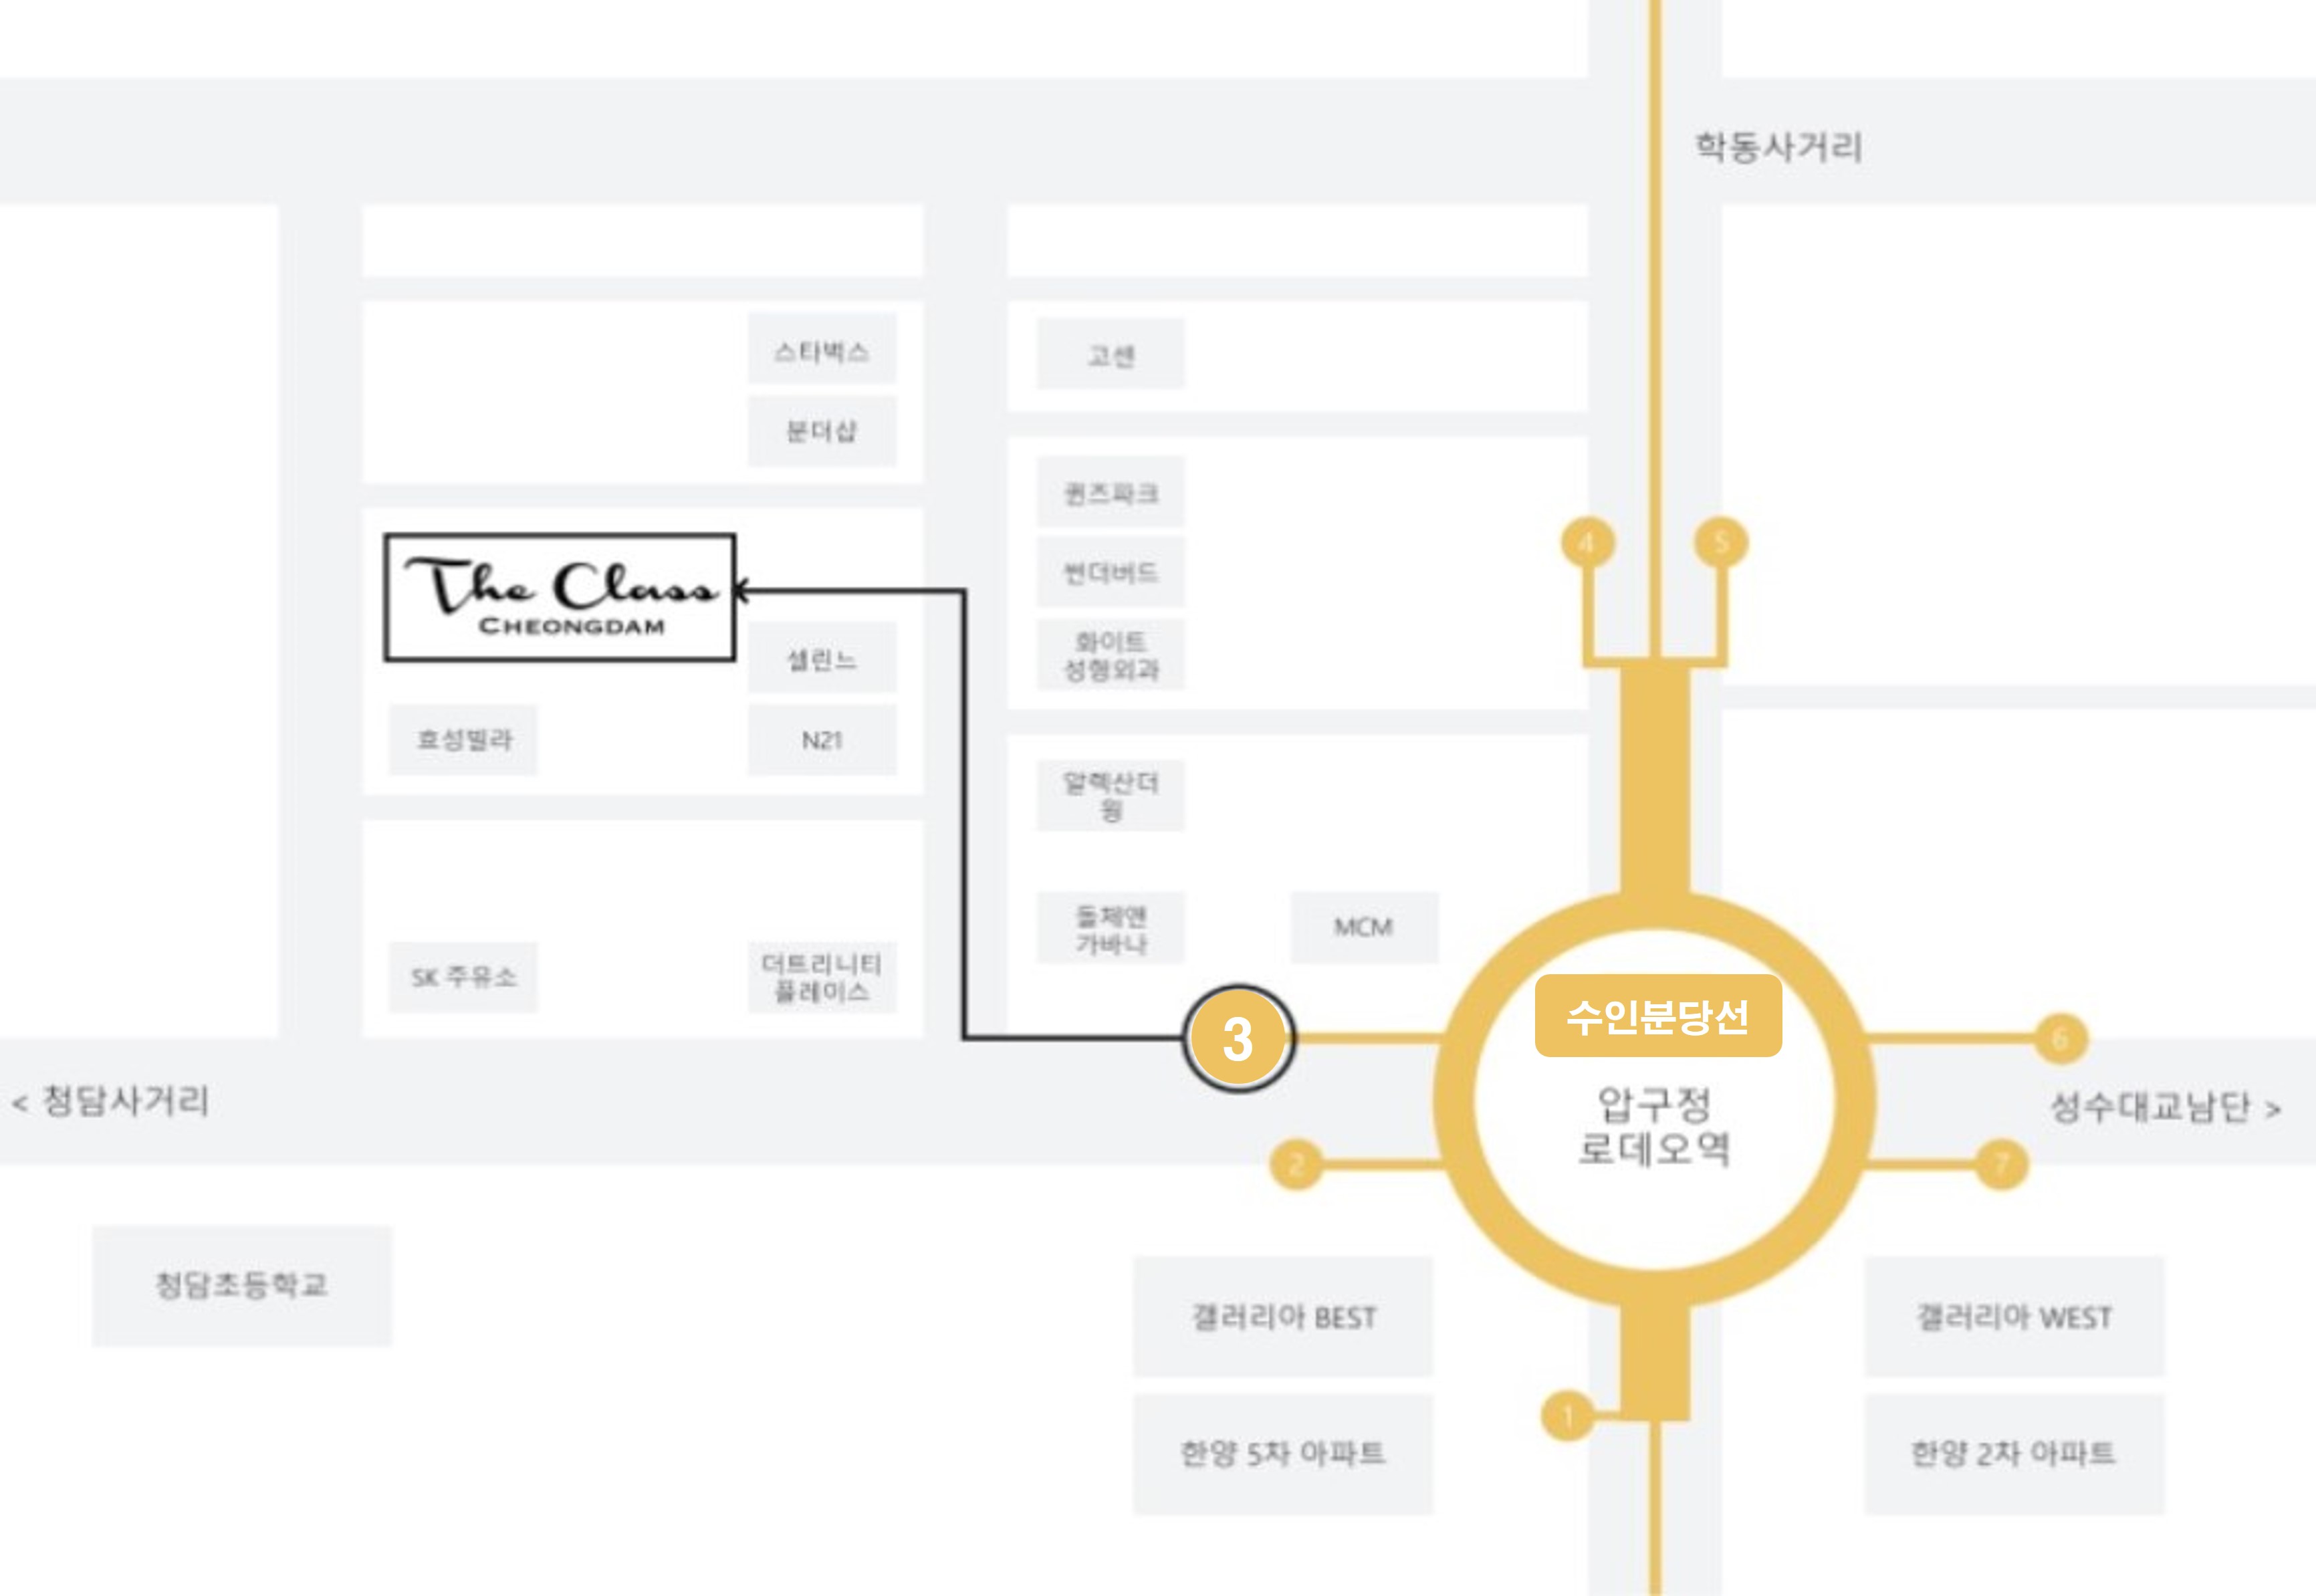 학동사거리
스타벅스
고센
분더샵
퀸즈파크
4
5
The Class
CHEONGDAM
썬더버드
화이트
성형외과
셀린느
효성빌라
N21
알렉산더
왕
돌체앤
가바나
MCM
SK 주유소
더트리니티
플레이스
3
수인분당선
6
< 청담사거리
압구정
로데오역
성수대교남단 >
2
7
청담초등학교
갤러리아 BEST
갤러리아 WEST
1
한양 5차 아파트
한양 2차 아파트